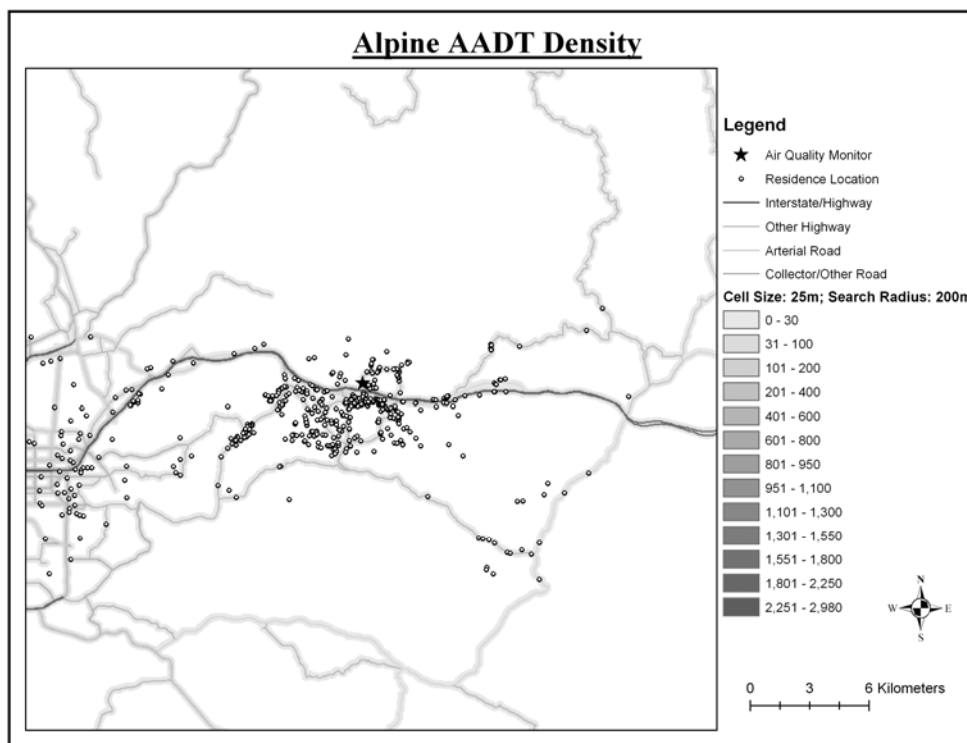 Alpine AADT Density
Legend
Air Quality Monitor
Residence Location
Interstate/Highway
Other Highway
Arterial Road
Collector/Other Road
Cell Size: 25m; Search Radius: 200m
0 - 30
31 - 100
101 - 200
201 - 400
401 - 600
601 - 800
801 - 950
951 - 1,100
1,101 - 1,300
1,301 - 1,550
1,551 - 1,800
1,801 - 2,250
2,251 - 2,980
N
W E
S
0 3 6 Kilometers